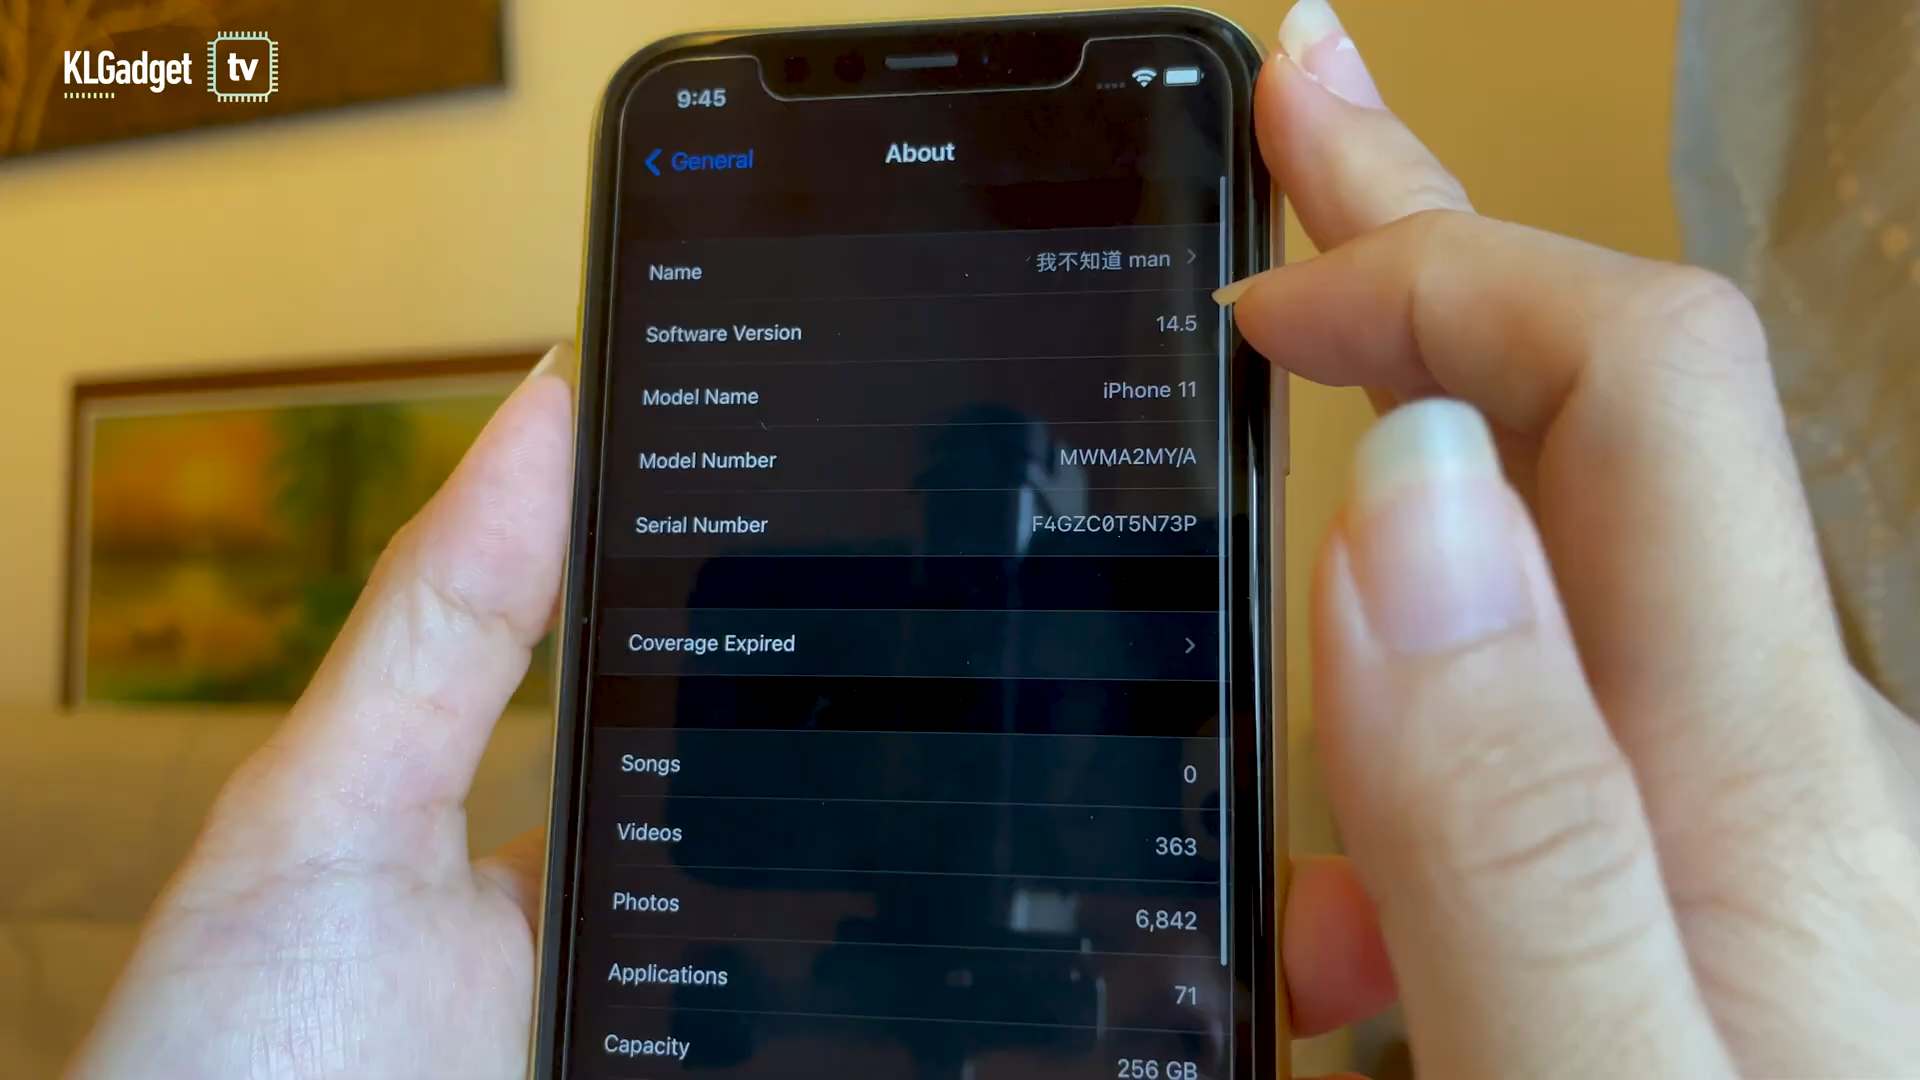 KLGadget tv
9:45
General
About
Name
我不知道 man
Software Version
14.5
Model Name
iPhone 11
Model Number
MWMA2MY/A
Serial Number
F4GZC0T5N73P
Coverage Expired
Songs
0
Videos
363
Photos
6,842
Applications
71
Capacity
256 GB